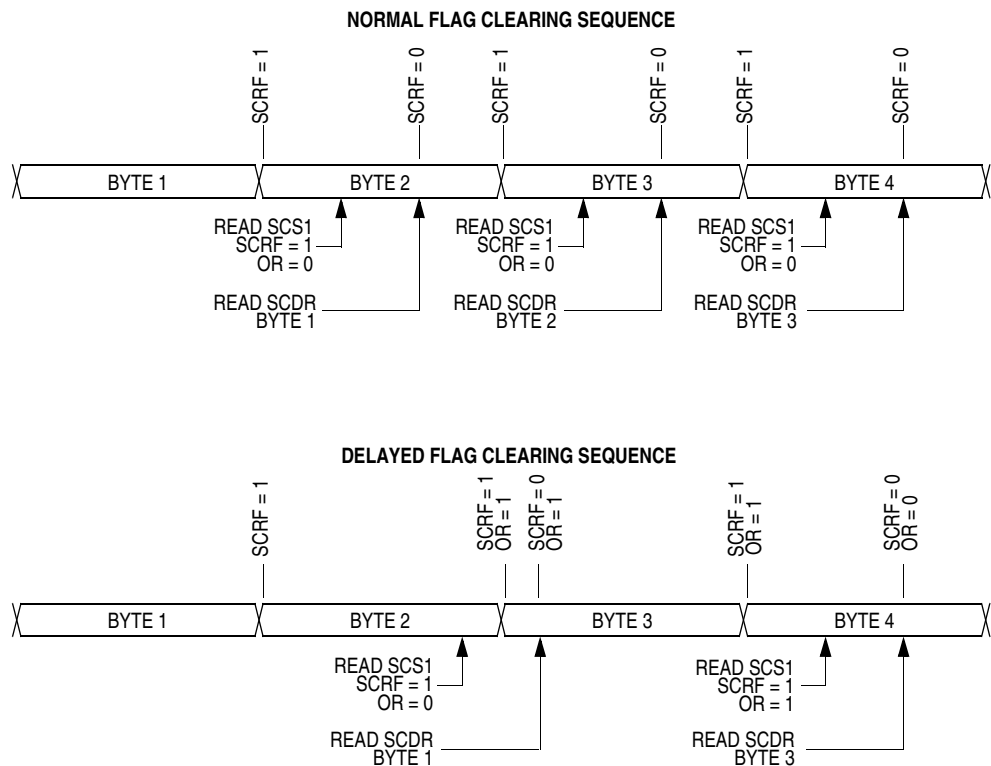 NORMAL FLAG CLEARING SEQUENCE
SCRF = 1
SCRF = 0
SCRF = 1
SCRF = 0
SCRF = 1
SCRF = 0
BYTE 1
BYTE 2
BYTE 3
BYTE 4
READ SCS1
SCRF = 1
OR = 0
READ SCS1
SCRF = 1
OR = 0
READ SCS1
SCRF = 1
OR = 0
READ SCDR
BYTE 1
READ SCDR
BYTE 2
READ SCDR
BYTE 3
DELAYED FLAG CLEARING SEQUENCE
SCRF = 1
SCRF = 1
OR = 1
SCRF = 0
OR = 1
SCRF = 1
OR = 1
SCRF = 0
OR = 0
BYTE 1
BYTE 2
BYTE 3
BYTE 4
READ SCS1
SCRF = 1
OR = 0
READ SCS1
SCRF = 1
OR = 1
READ SCDR
BYTE 1
READ SCDR
BYTE 3